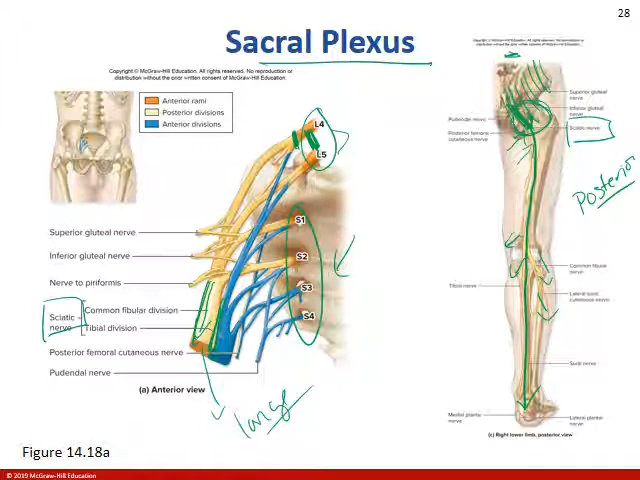 28
Sacral Plexus
Copyright © McGraw-Hill Education. All rights reserved. No reproduction or
distribution without the prior written consent of McGraw-Hill Education.
Anterior rami
Posterior divisions
Anterior divisions
L4
L5
S1
S2
S3
S4
Superior gluteal nerve
Inferior gluteal nerve
Nerve to piriformis
Sciatic
nerve
Common fibular division
Tibial division
Posterior femoral cutaneous nerve
Pudendal nerve
(a) Anterior view
large
Superior gluteal
nerve
Inferior gluteal
nerve
Sciatic nerve
Pudendal nerve
Posterior femoral
cutaneous nerve
Posterior
Common fibular
nerve
Tibial nerve
Lateral sural
cutaneous nerve
Sural nerve
Medial plantar
nerve
Lateral plantar
nerve
(c) Right lower limb, posterior view
Figure 14.18a
© 2019 McGraw-Hill Education